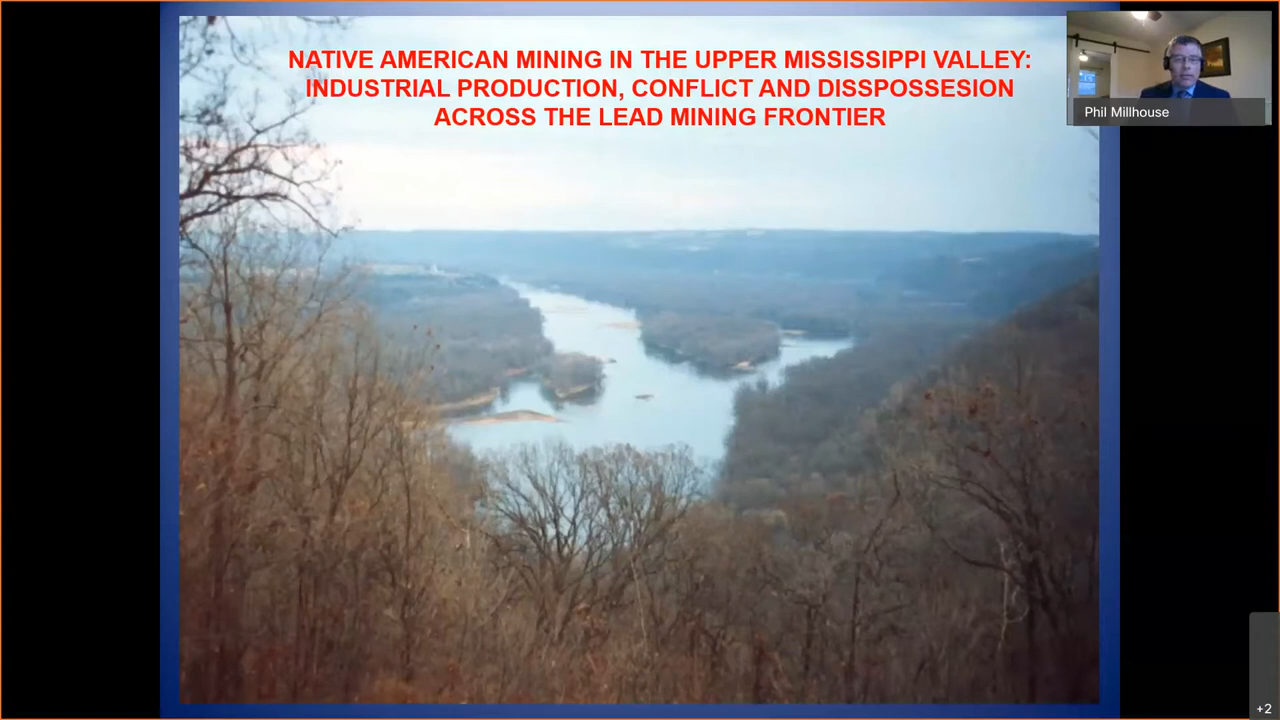 NATIVE AMERICAN MINING IN THE UPPER MISSISSIPPI VALLEY:
INDUSTRIAL PRODUCTION, CONFLICT AND DISSPOSSESION
ACROSS THE LEAD MINING FRONTIER
Phil Millhouse
+2